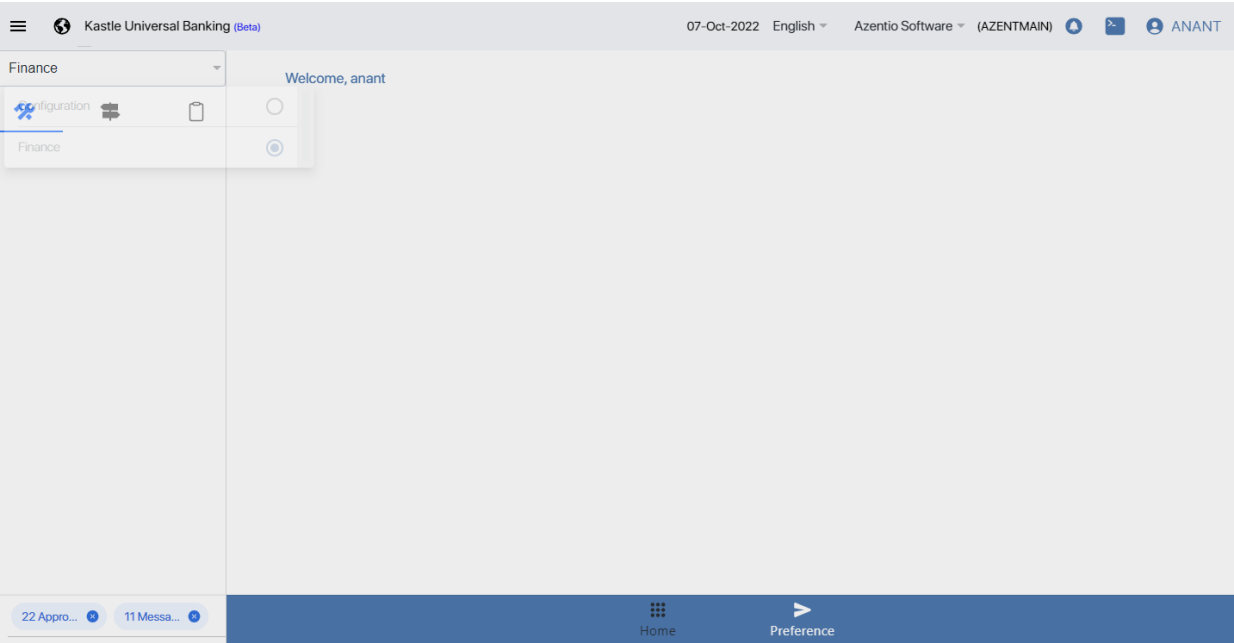 Kastle Universal Banking (Beta) 07-Oct-2022 English Azentio Software (AZENTMAIN) ANANT
Finance
Welcome, anant
Configuration
Finance
22 Appro... 11 Messa...
Home Preference